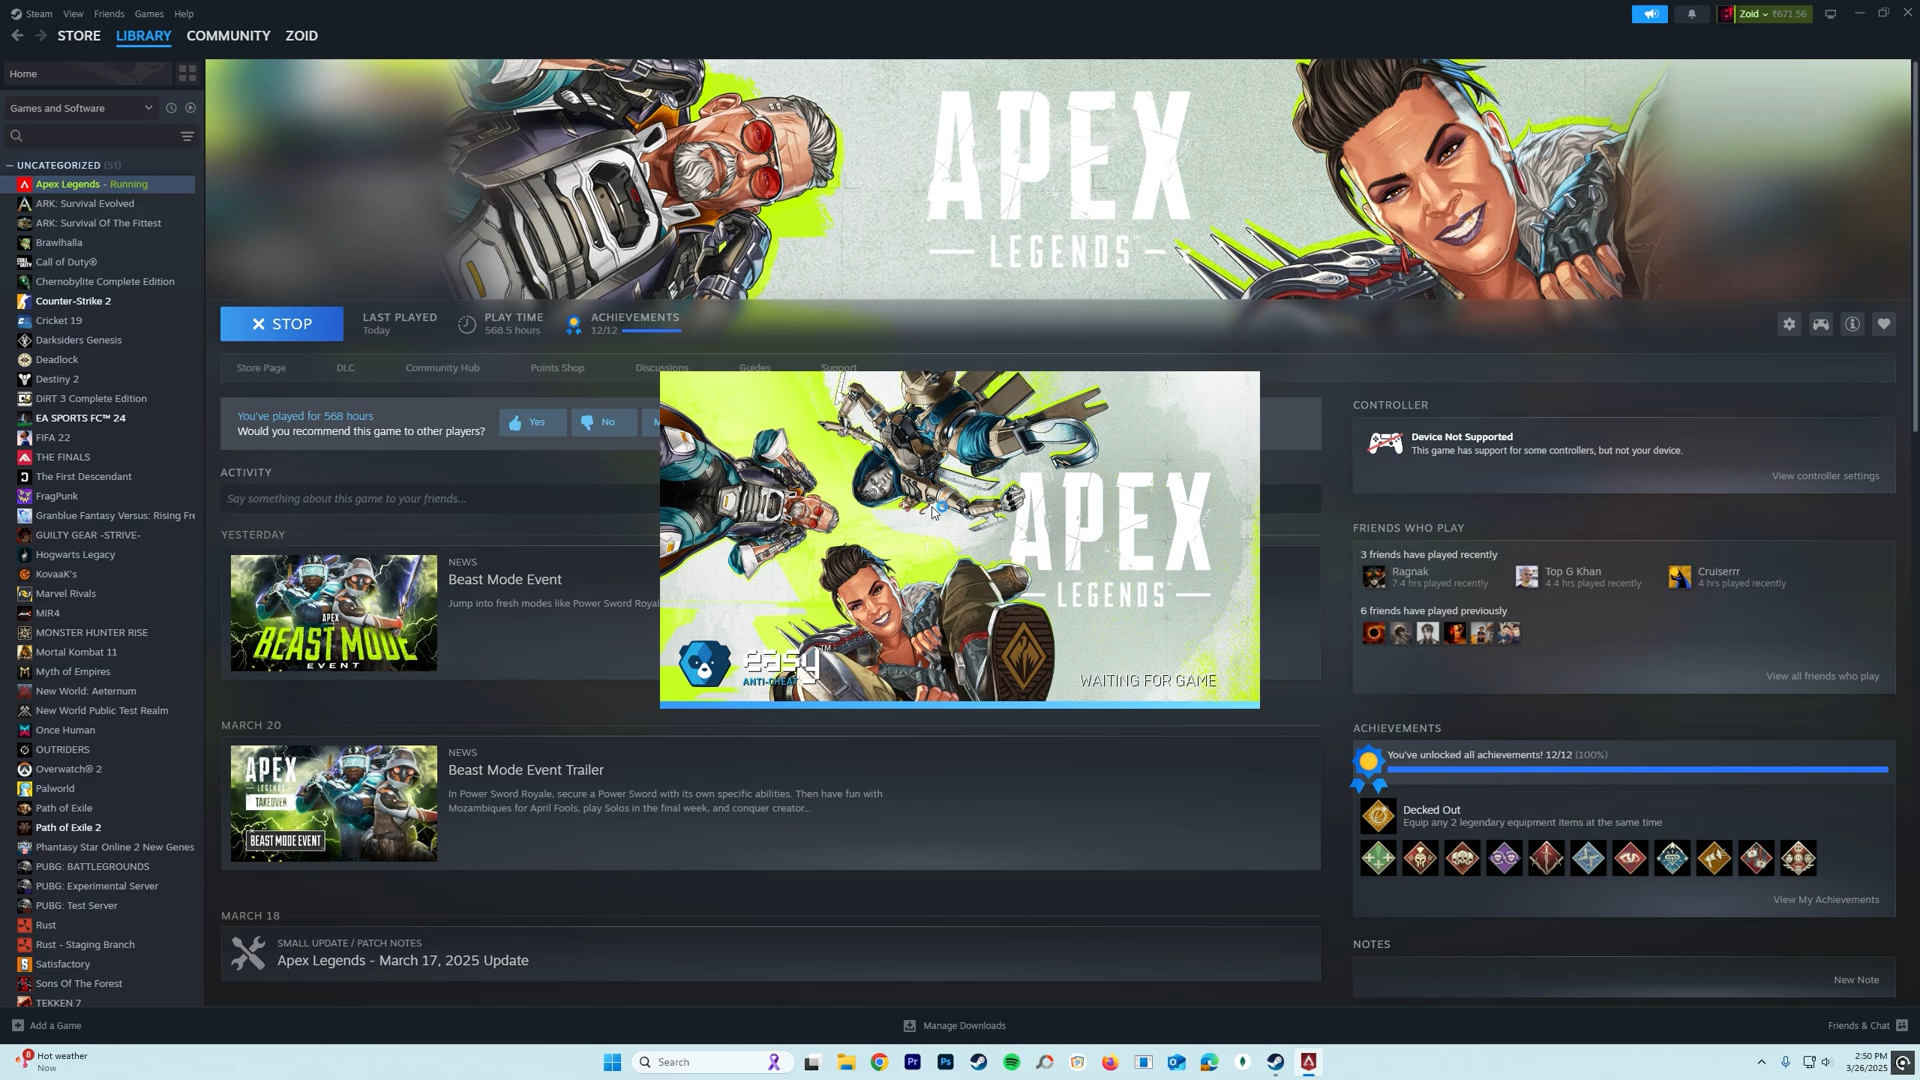 Steam View Friends Games Help
Zoid ₹671.56
STORE LIBRARY COMMUNITY ZOID
Home
Games and Software
UNCATEGORIZED (51)
Apex Legends - Running
ARK: Survival Evolved
ARK: Survival Of The Fittest
Brawlhalla
Call of Duty®
Chernobylite Complete Edition
Counter-Strike 2
Cricket 19
Darksiders Genesis
Deadlock
Destiny 2
DiRT 3 Complete Edition
EA SPORTS FC™ 24
FIFA 22
THE FINALS
The First Descendant
FragPunk
Granblue Fantasy Versus: Rising Fre
GUILTY GEAR -STRIVE-
Hogwarts Legacy
KovaaK's
Marvel Rivals
MIR4
MONSTER HUNTER RISE
Mortal Kombat 11
Myth of Empires
New World: Aeternum
New World Public Test Realm
Once Human
OUTRIDERS
Overwatch® 2
Palworld
Path of Exile
Path of Exile 2
Phantasy Star Online 2 New Genes
PUBG: BATTLEGROUNDS
PUBG: Experimental Server
PUBG: Test Server
Rust
Rust - Staging Branch
Satisfactory
Sons Of The Forest
TEKKEN 7
APEX
LEGENDS
STOP
LAST PLAYED
Today
PLAY TIME
568.5 hours
ACHIEVEMENTS
12/12
Store Page DLC Community Hub Points Shop Discussions Guides Support
You've played for 568 hours
Would you recommend this game to other players?
Yes No M
ACTIVITY
Say something about this game to your friends...
YESTERDAY
APEX
BEAST MODE
EVENT
NEWS
Beast Mode Event
Jump into fresh modes like Power Sword Royal
APEX
LEGENDS™
easy™
ANTI-CHEAT
WAITING FOR GAME
MARCH 20
APEX
LEGENDS
TAKEOVER
BEAST MODE EVENT
NEWS
Beast Mode Event Trailer
In Power Sword Royale, secure a Power Sword with its own specific abilities. Then have fun with
Mozambiques for April Fools, play Solos in the final week, and conquer creator...
MARCH 18
SMALL UPDATE / PATCH NOTES
Apex Legends - March 17, 2025 Update
CONTROLLER
Device Not Supported
This game has support for some controllers, but not your device.
View controller settings
FRIENDS WHO PLAY
3 friends have played recently
Ragnak
7.4 hrs played recently
Top G Khan
4.4 hrs played recently
Cruiserrr
4 hrs played recently
6 friends have played previously
View all friends who play
ACHIEVEMENTS
You've unlocked all achievements! 12/12 (100%)
Decked Out
Equip any 2 legendary equipment items at the same time
View My Achievements
NOTES
New Note
Add a Game
Manage Downloads
Friends & Chat
8
Hot weather
Now
Search
Pr
Ps
2:50 PM
3/26/2025